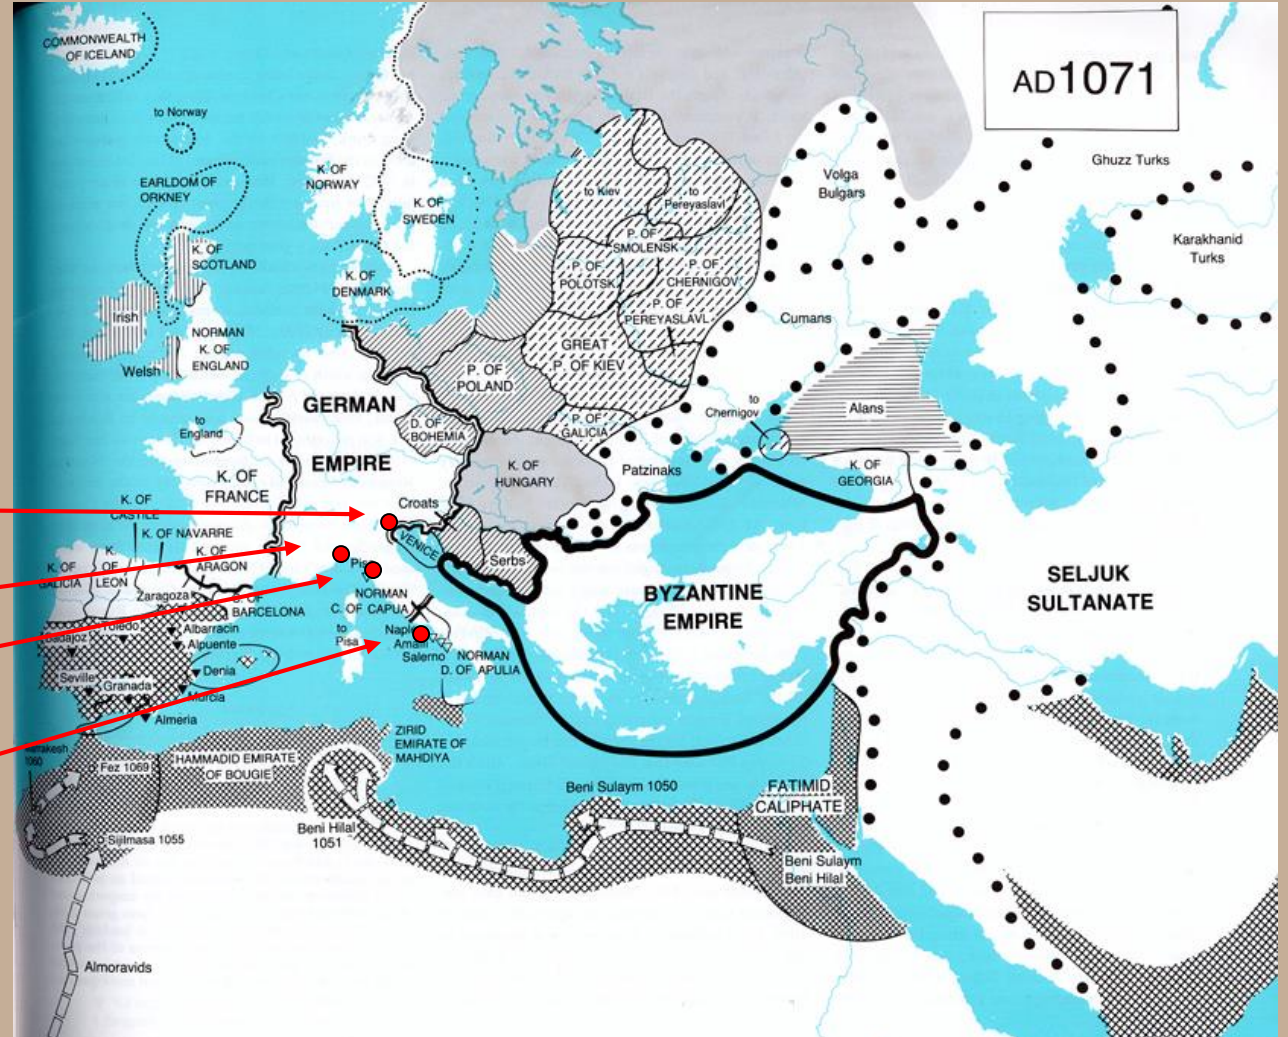 AD1071
COMMONWEALTH
OF ICELAND
to Norway
EARLDOM OF
ORKNEY
K. OF
NORWAY
K. OF
SWEDEN
K. OF
SCOTLAND
K. OF
DENMARK
Irish
NORMAN
K. OF
ENGLAND
Welsh
to
England
to Kiev
to
Pereyaslavl
P. OF
SMOLENSK
P. OF
POLOTSK
P. OF
CHERNIGOV
P. OF
PEREYASLAVL
GREAT
P. OF KIEV
P. OF
POLAND
P. OF
GALICIA
Volga
Bulgars
Ghuzz Turks
Karakhanid
Turks
Cumans
to
Chernigov
Alans
GERMAN
EMPIRE
D. OF
BOHEMIA
K. OF
HUNGARY
Patzinaks
K. OF
GEORGIA
K. OF
FRANCE
K. OF
CASTILE
K. OF NAVARRE
K. OF
GALICIA
K.
OF
LEON
K. OF
ARAGON
Zaragoza
C. OF
BARCELONA
Croats
VENICE
Serbs
NORMAN
C. OF CAPUA
to
Pisa
Amalfi
Salerno
NORMAN
D. OF APULIA
BYZANTINE
EMPIRE
SELJUK
SULTANATE
Badajoz
Toledo
Albarracin
Alpuente
Seville
Granada
Denia
Murcia
Almeria
1060
Fez 1069
HAMMADID EMIRATE
OF BOUGIE
ZIRID
EMIRATE OF
MAHDIYA
Sijilmasa 1055
Beni Hilal
1051
Beni Sulaym 1050
FATIMID
CALIPHATE
Beni Sulaym
Beni Hilal
Almoravids